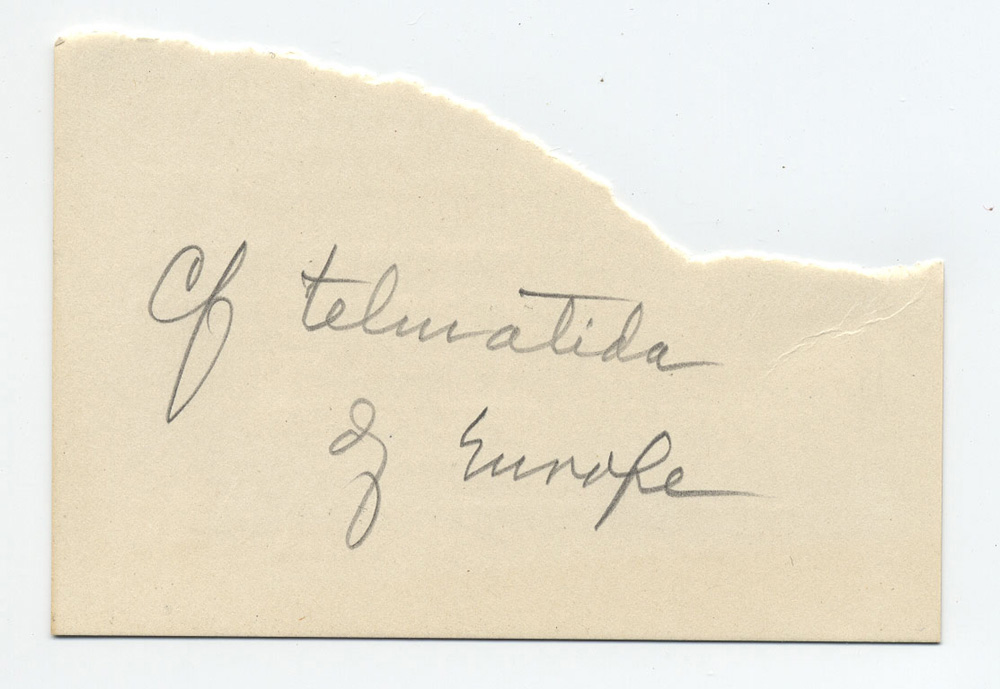 Cf telmatida
of Europe